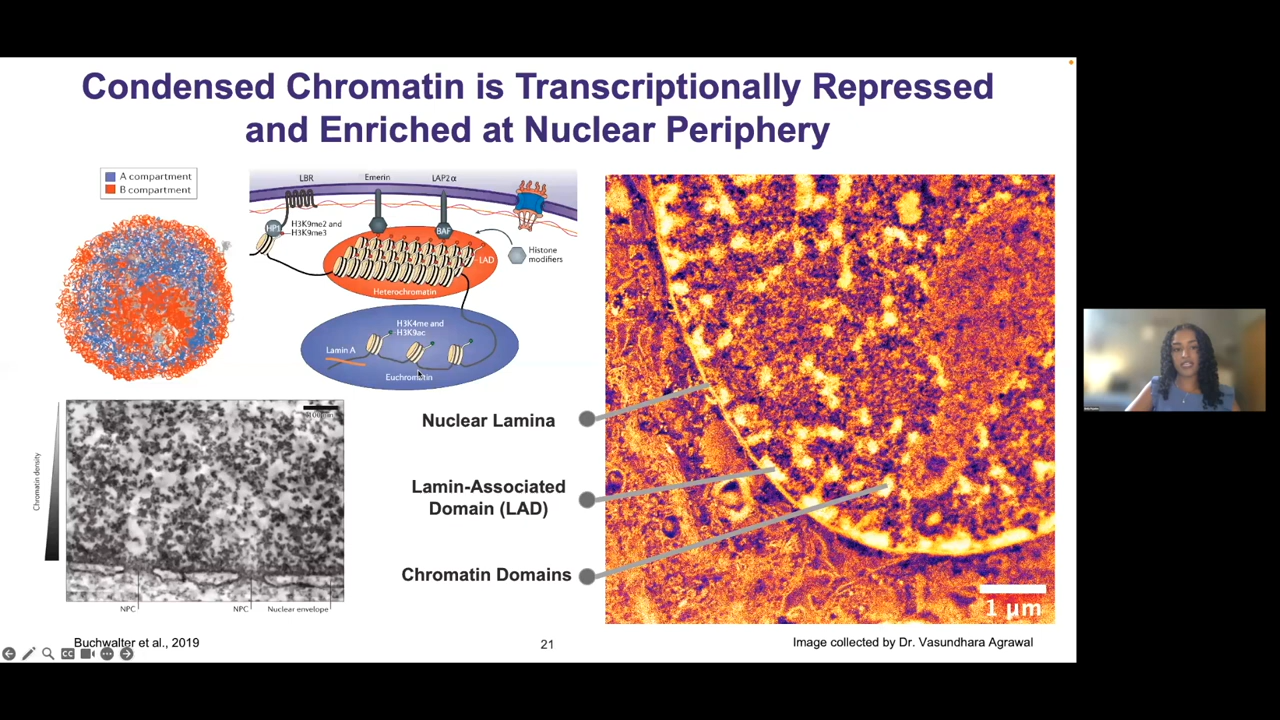 Condensed Chromatin is Transcriptionally Repressed
and Enriched at Nuclear Periphery
A compartment
B compartment
LBR
Emerin
LAP2α
HP1
H3K9me2 and
H3K9me3
BAF
LAD
Histone
modifiers
Heterochromatin
H3K4me and
H3K9ac
Lamin A
Euchromatin
Chromatin density
NPC
NPC
Nuclear envelope
Nuclear Lamina
Lamin-Associated
Domain (LAD)
Chromatin Domains
1 µm
Buchwalter et al., 2019
21
Image collected by Dr. Vasundhara Agrawal
CC